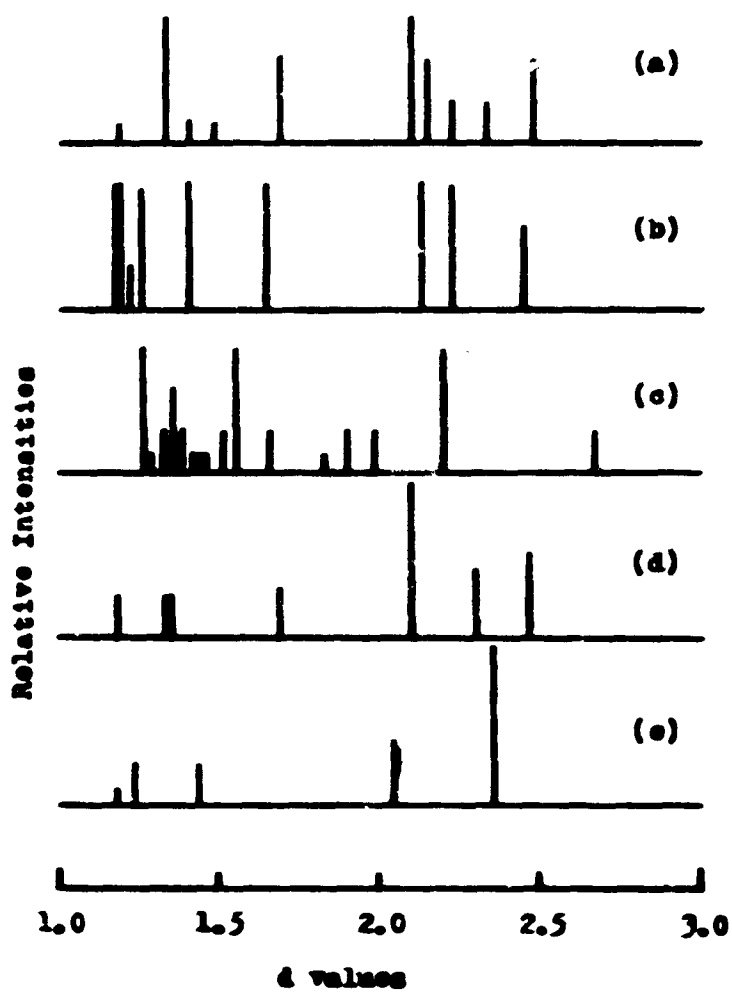 (a)
(b)
(c)
(d)
(e)
Relative Intensities
1.0 1.5 2.0 2.5 3.0
d values